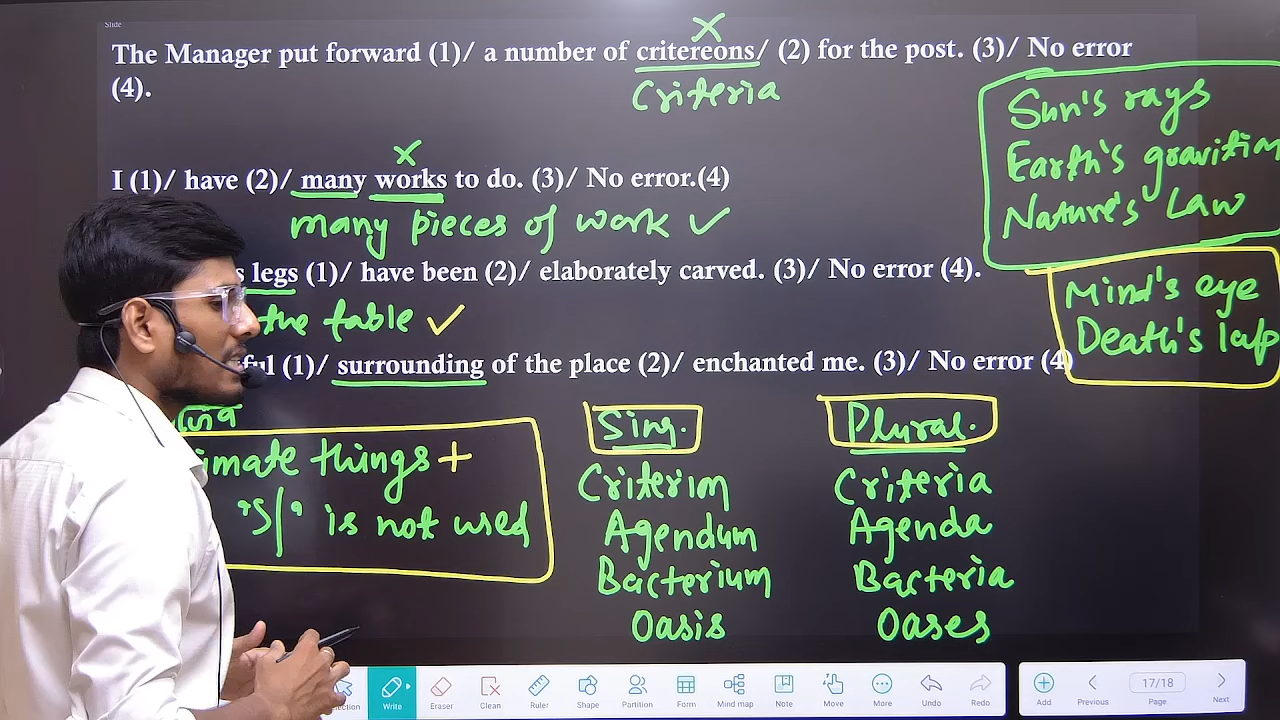 Slide
The Manager put forward (1)/ a number of critereons/ (2) for the post. (3)/ No error
(4).
Criteria
I (1)/ have (2)/ many works to do. (3)/ No error.(4)
many pieces of work ✓
s legs (1)/ have been (2)/ elaborately carved. (3)/ No error (4).
the table ✓
ful (1)/ surrounding of the place (2)/ enchanted me. (3)/ No error (4)
Sun's rays
Earth's
Nature's Law
Mind's eye
Death's
imate things +
's/' is not used
Sing. Plural.
Criterion Criteria
Agendum Agenda
Bacterium Bacteria
Oasis Oases
Write Eraser Clean Ruler Shape Partition Form Mind map Note Move More Undo Redo Add Previous Page Next
17/18